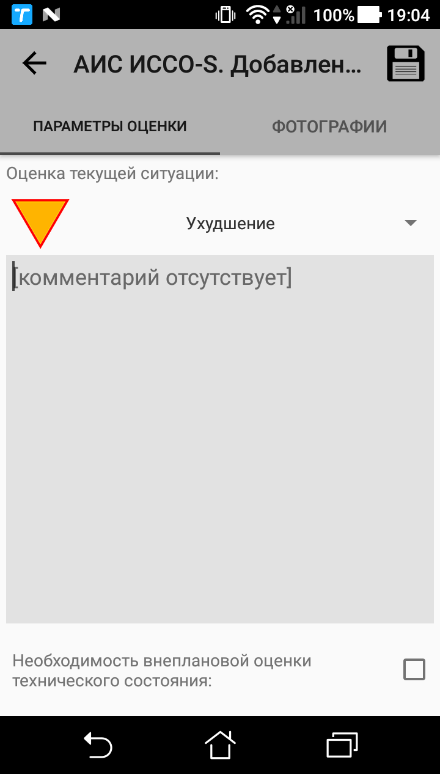 100% 19:04
АИС ИССО-S. Добавлен...
ПАРАМЕТРЫ ОЦЕНКИ ФОТОГРАФИИ
Оценка текущей ситуации:
Ухудшение
[комментарий отсутствует]
Необходимость внеплановой оценки
технического состояния: